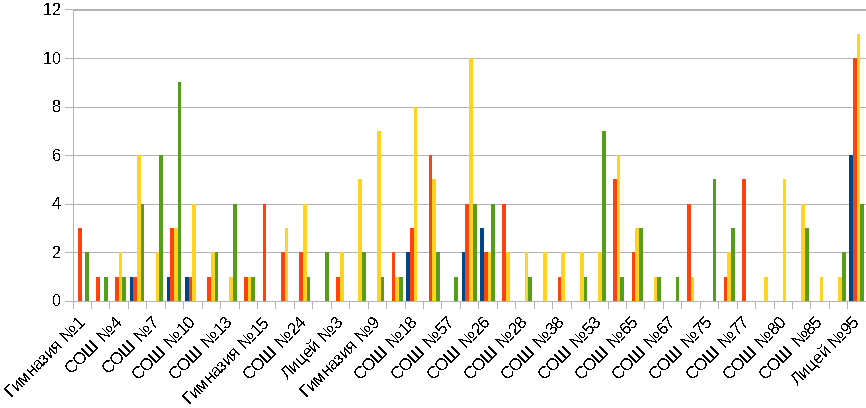 12
10
8
6
4
2
0
Гимназия №1
СОШ №4
СОШ №7
СОШ №10
СОШ №13
Гимназия №15
СОШ №24
Лицей №3
Гимназия №9
СОШ №18
СОШ №57
СОШ №26
СОШ №28
СОШ №38
СОШ №53
СОШ №65
СОШ №67
СОШ №75
СОШ №77
СОШ №80
СОШ №85
Лицей №95